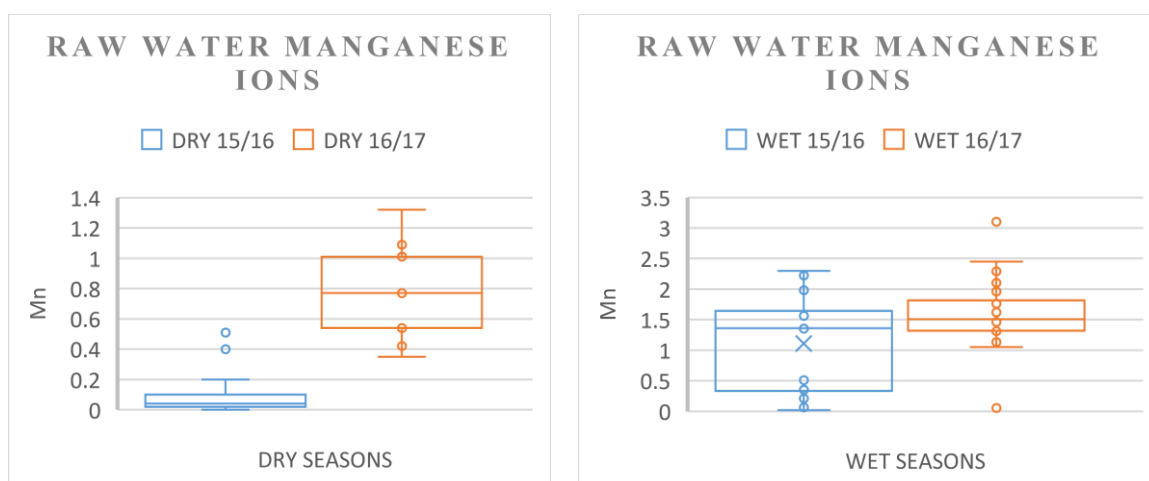 RAW WATER MANGANESE
IONS
DRY 15/16 DRY 16/17
1.4
1.2
1
0.8
0.6
0.4
0.2
0
Mn
DRY SEASONS
RAW WATER MANGANESE
IONS
WET 15/16 WET 16/17
3.5
3
2.5
2
1.5
1
0.5
0
Mn
WET SEASONS